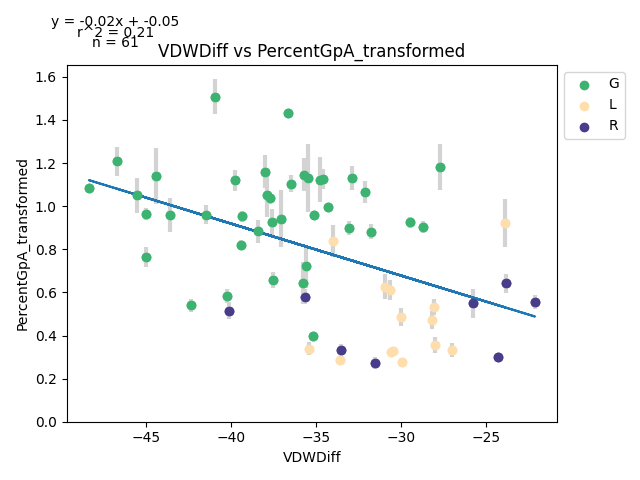 y = -0.02x + -0.05
r^2 = 0.21
n = 61
VDWDiff vs PercentGpA_transformed
G
L
R
PercentGpA_transformed
1.6
1.4
1.2
1.0
0.8
0.6
0.4
0.2
0.0
−45 −40 −35 −30 −25
VDWDiff